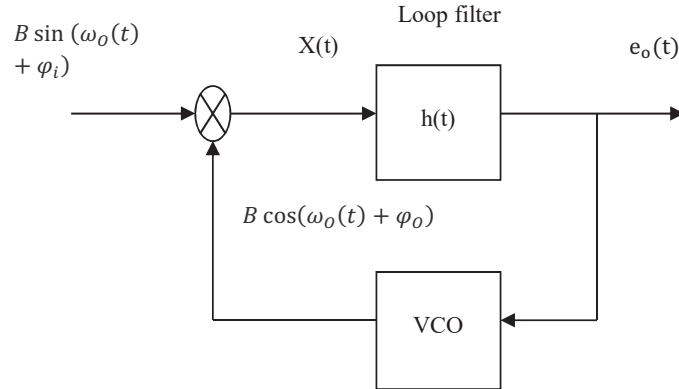 Loop filter
B sin (ω_O(t)
+ φ_i)
X(t)
e_o(t)
h(t)
B cos(ω_O(t) + φ_O)
VCO